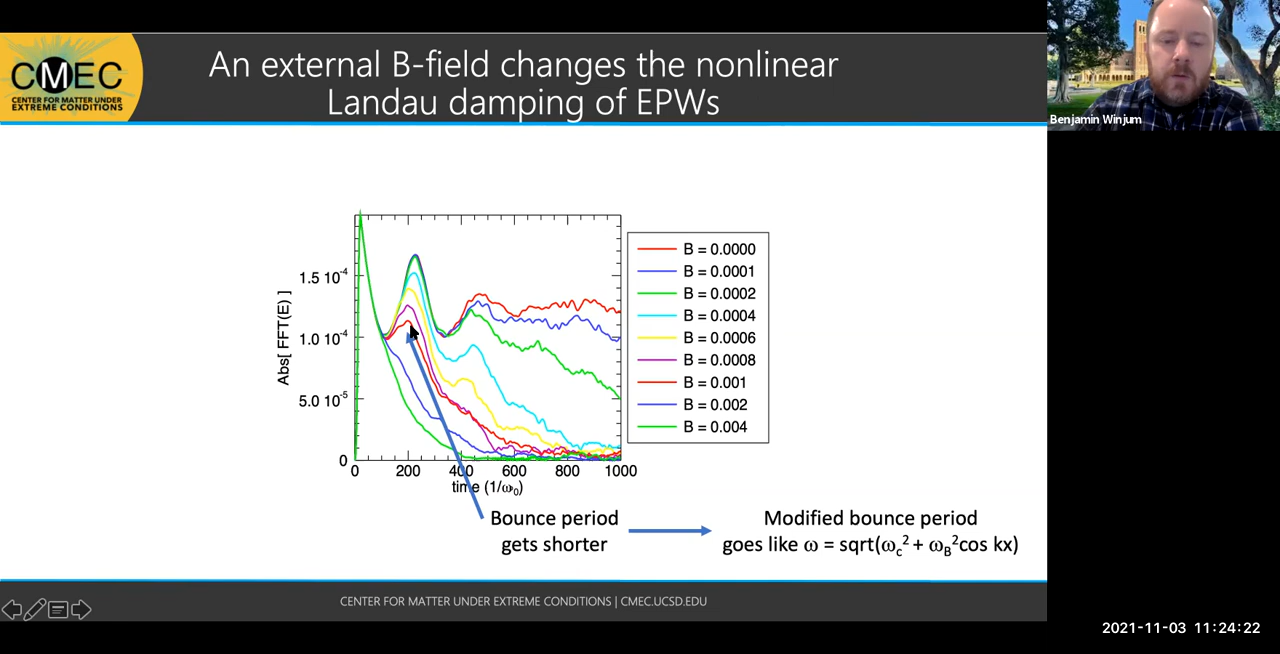 CMEC
CENTER FOR MATTER UNDER
EXTREME CONDITIONS
An external B-field changes the nonlinear
Landau damping of EPWs
Benjamin Winjum
Abs[ FFT(E) ]
1.5 10⁻⁴
1.0 10⁻⁴
5.0 10⁻⁵
0
0 200 400 600 800 1000
time (1/ω₀)
B = 0.0000
B = 0.0001
B = 0.0002
B = 0.0004
B = 0.0006
B = 0.0008
B = 0.001
B = 0.002
B = 0.004
Bounce period
gets shorter
Modified bounce period
goes like ω = sqrt(ω_c² + ω_B² cos kx)
CENTER FOR MATTER UNDER EXTREME CONDITIONS | CMEC.UCSD.EDU
2021-11-03 11:24:22